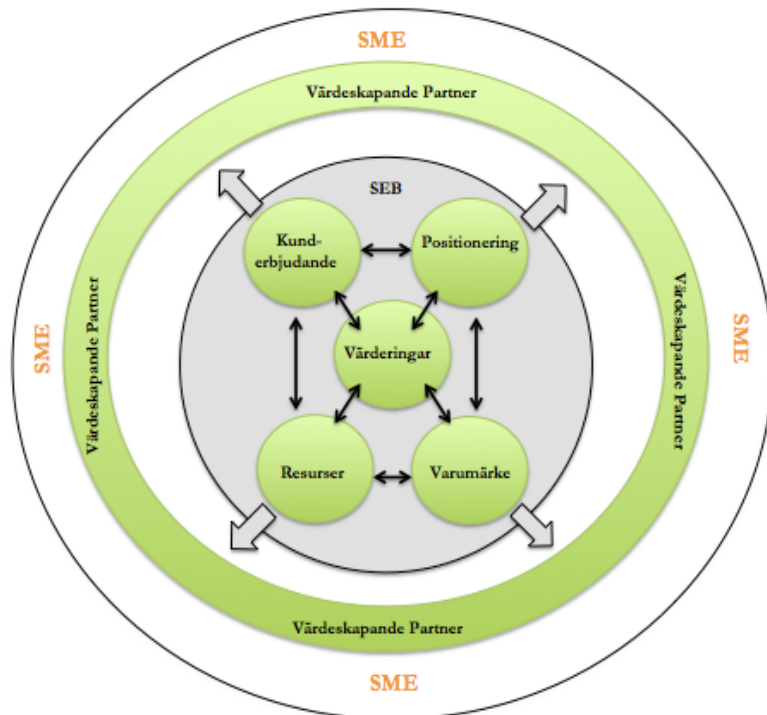 SME
Värdeskapande Partner
SEB
Kund-
erbjudande
Positionering
Värdeskapande Partner
Värdeskapande Partner
SME
SME
Värderingar
Resurser
Varumärke
Värdeskapande Partner
SME